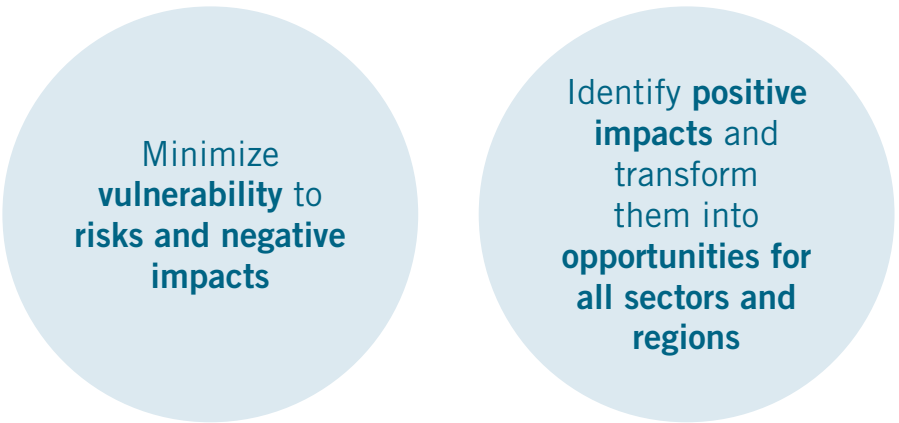 Minimize
vulnerability to
risks and negative
impacts
Identify positive
impacts and
transform
them into
opportunities for
all sectors and
regions